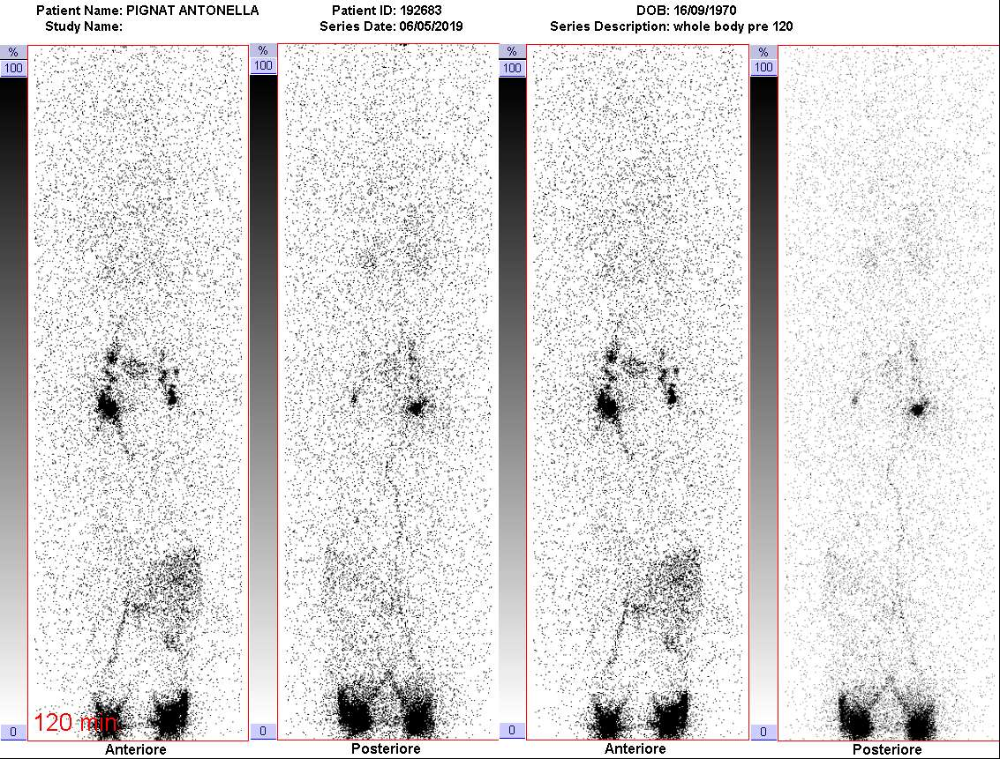 Patient Name: PIGNAT ANTONELLA Patient ID: 192683 DOB: 16/09/1970
Study Name: Series Date: 06/05/2019 Series Description: whole body pre 120
% % % %
100 100 100 100
120 min
0 0 0 0
Anteriore Posteriore Anteriore Posteriore